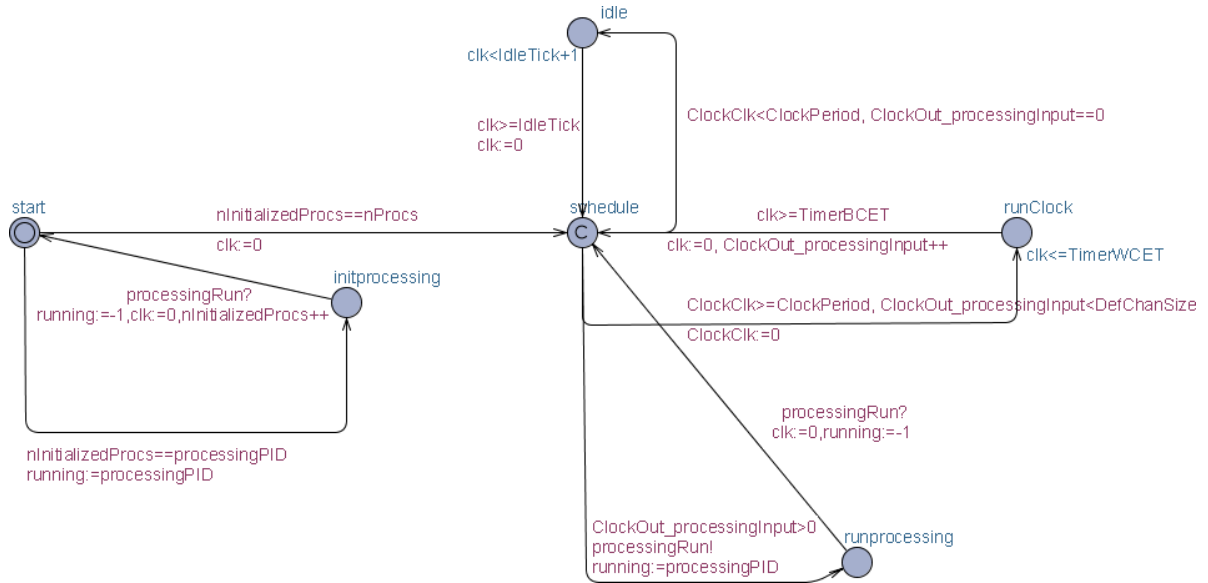 idle
clk<IdleTick+1
clk>=IdleTick
clk:=0
ClockClk<ClockPeriod, ClockOut_processingInput==0
start
nInitializedProcs==nProcs
clk:=0
schedule
C
clk>=TimerBCET
clk:=0, ClockOut_processingInput++
runClock
clk<=TimerWCET
initprocessing
processingRun?
running:=-1,clk:=0,nInitializedProcs++
ClockClk>=ClockPeriod, ClockOut_processingInput<DefChanSize
ClockClk:=0
processingRun?
clk:=0,running:=-1
nInitializedProcs==processingPID
running:=processingPID
ClockOut_processingInput>0
processingRun!
running:=processingPID
runprocessing